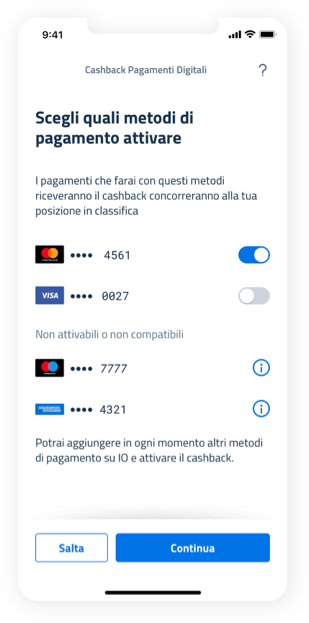 9:41
Cashback Pagamenti Digitali ?
Scegli quali metodi di
pagamento attivare
I pagamenti che farai con questi metodi
riceveranno il cashback concorreranno alla tua
posizione in classifica
•••• 4561
VISA •••• 0027
Non attivabili o non compatibili
•••• 7777
•••• 4321
Potrai aggiungere in ogni momento altri metodi
di pagamento su IO e attivare il cashback.
Salta Continua